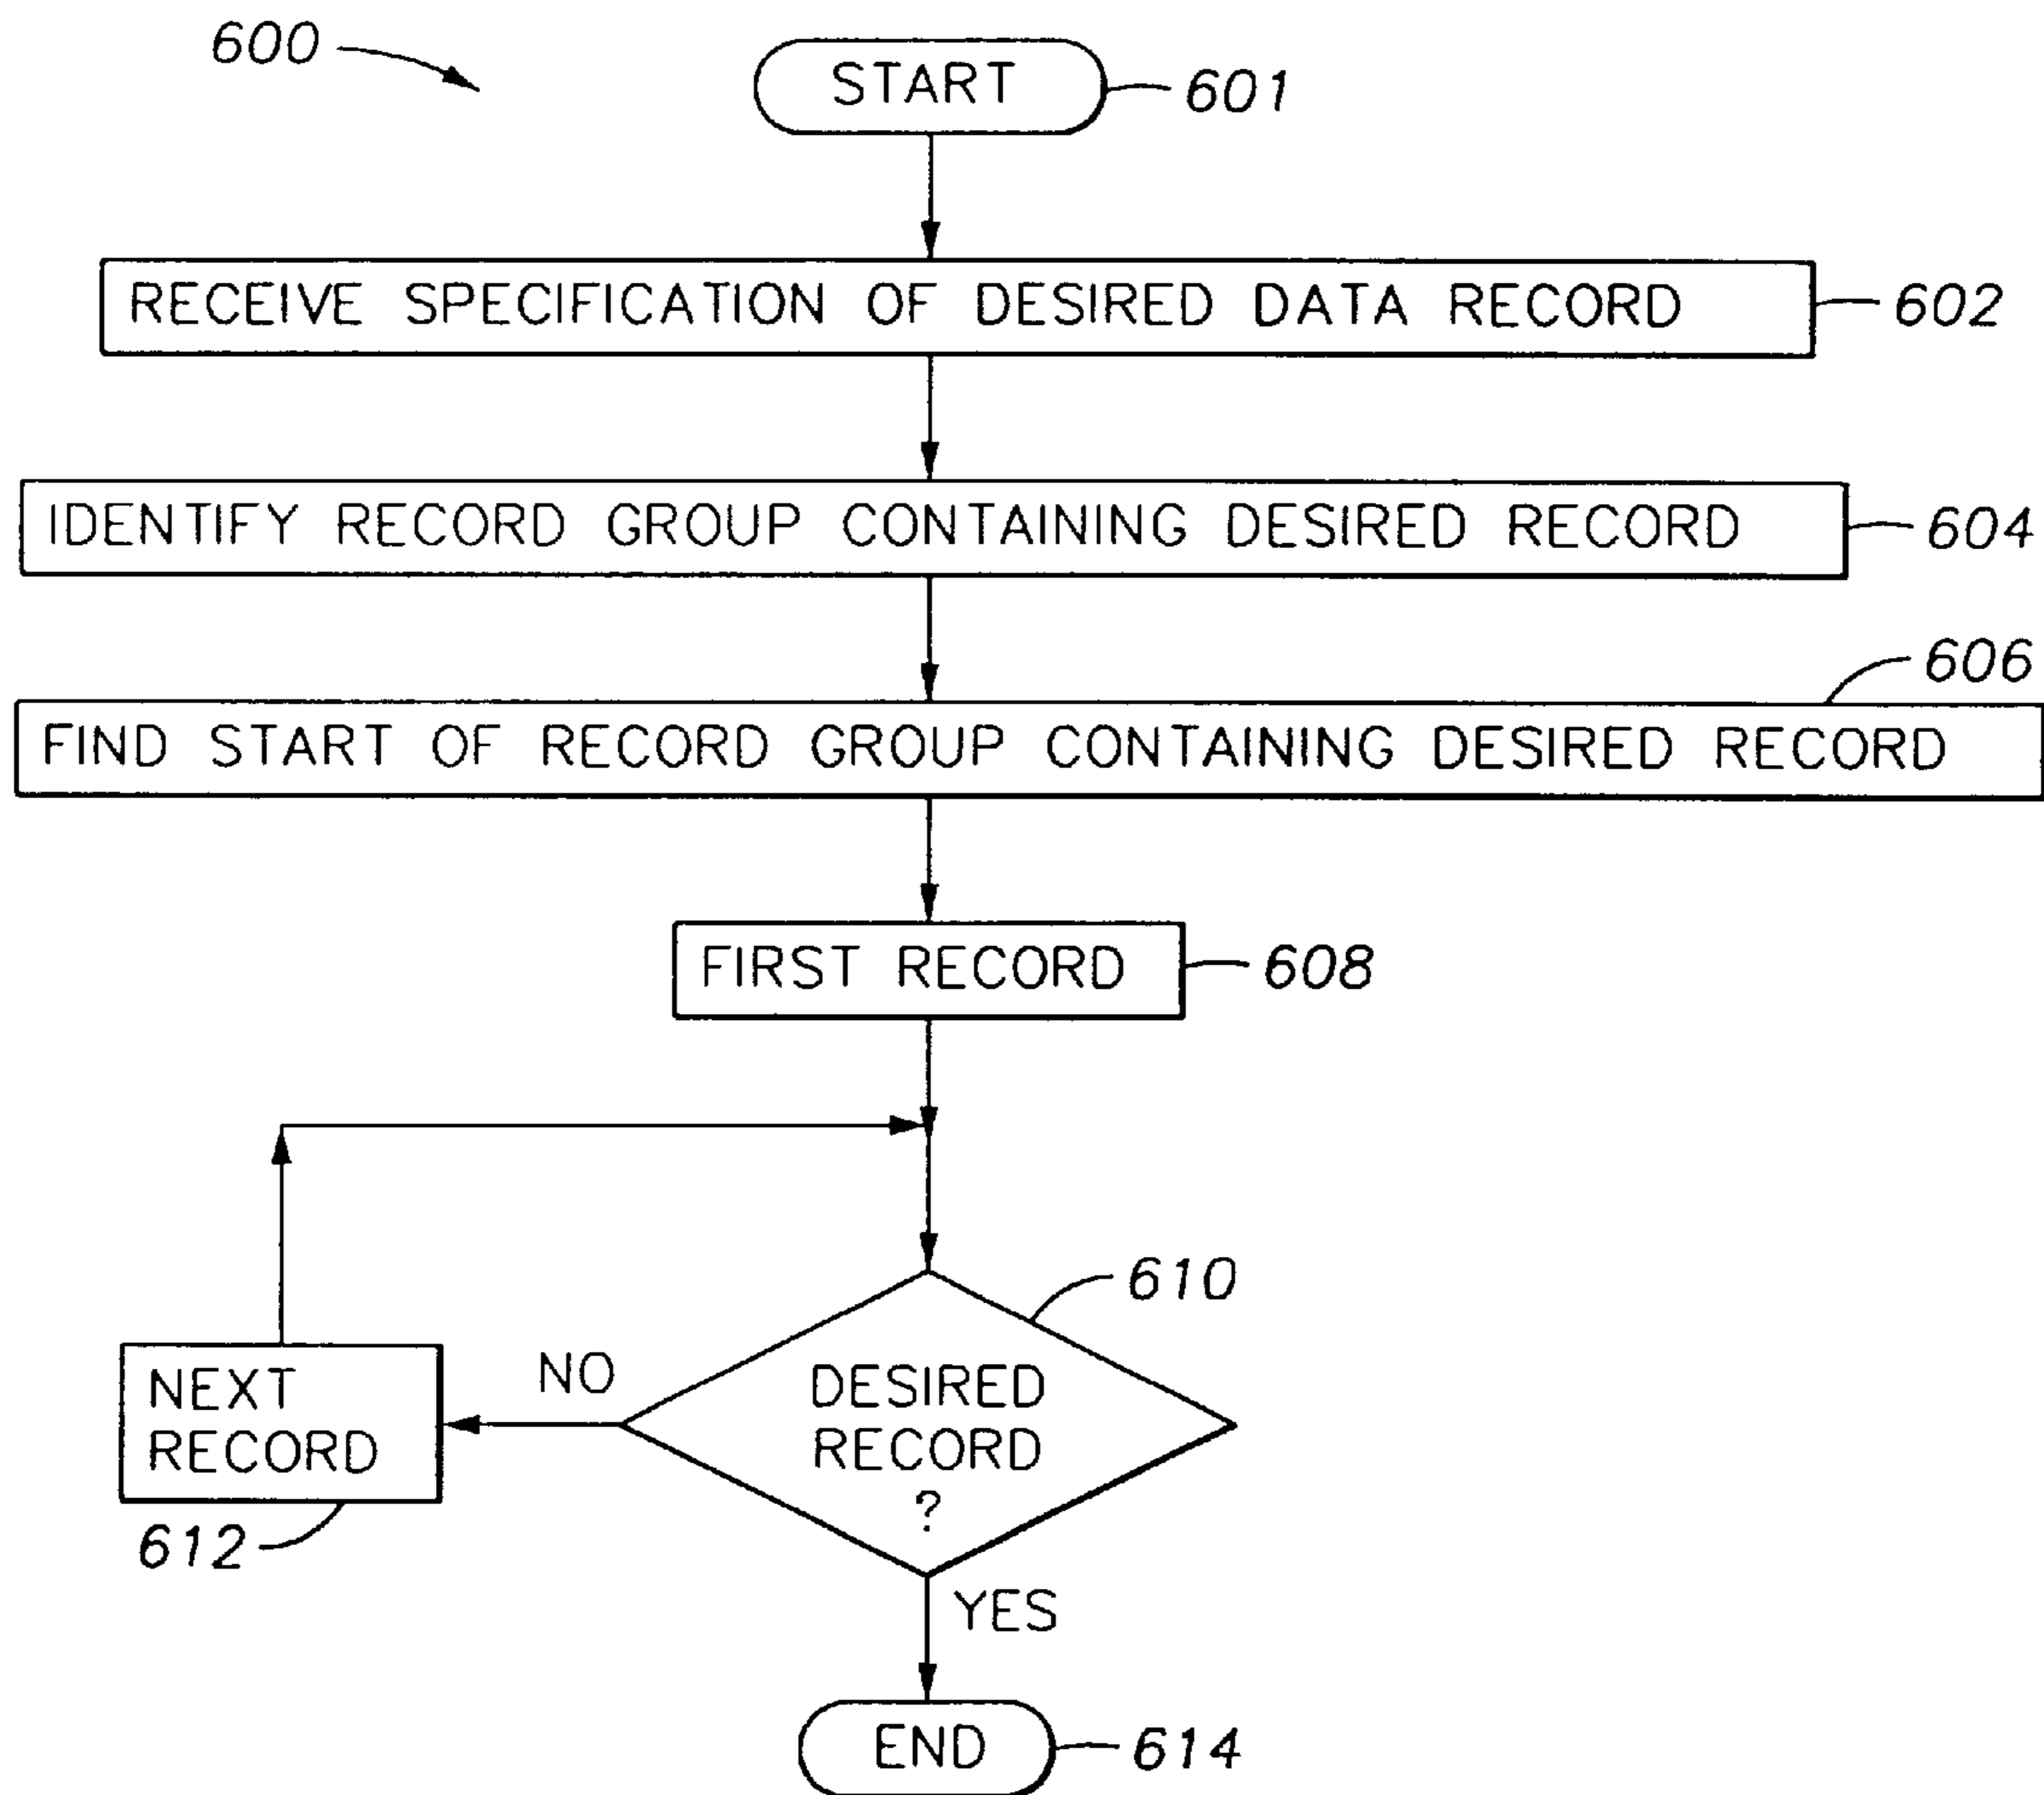 600
START
601
RECEIVE SPECIFICATION OF DESIRED DATA RECORD
602
IDENTIFY RECORD GROUP CONTAINING DESIRED RECORD
604
606
FIND START OF RECORD GROUP CONTAINING DESIRED RECORD
FIRST RECORD
608
610
DESIRED
RECORD
?
NO
NEXT
RECORD
612
YES
END
614